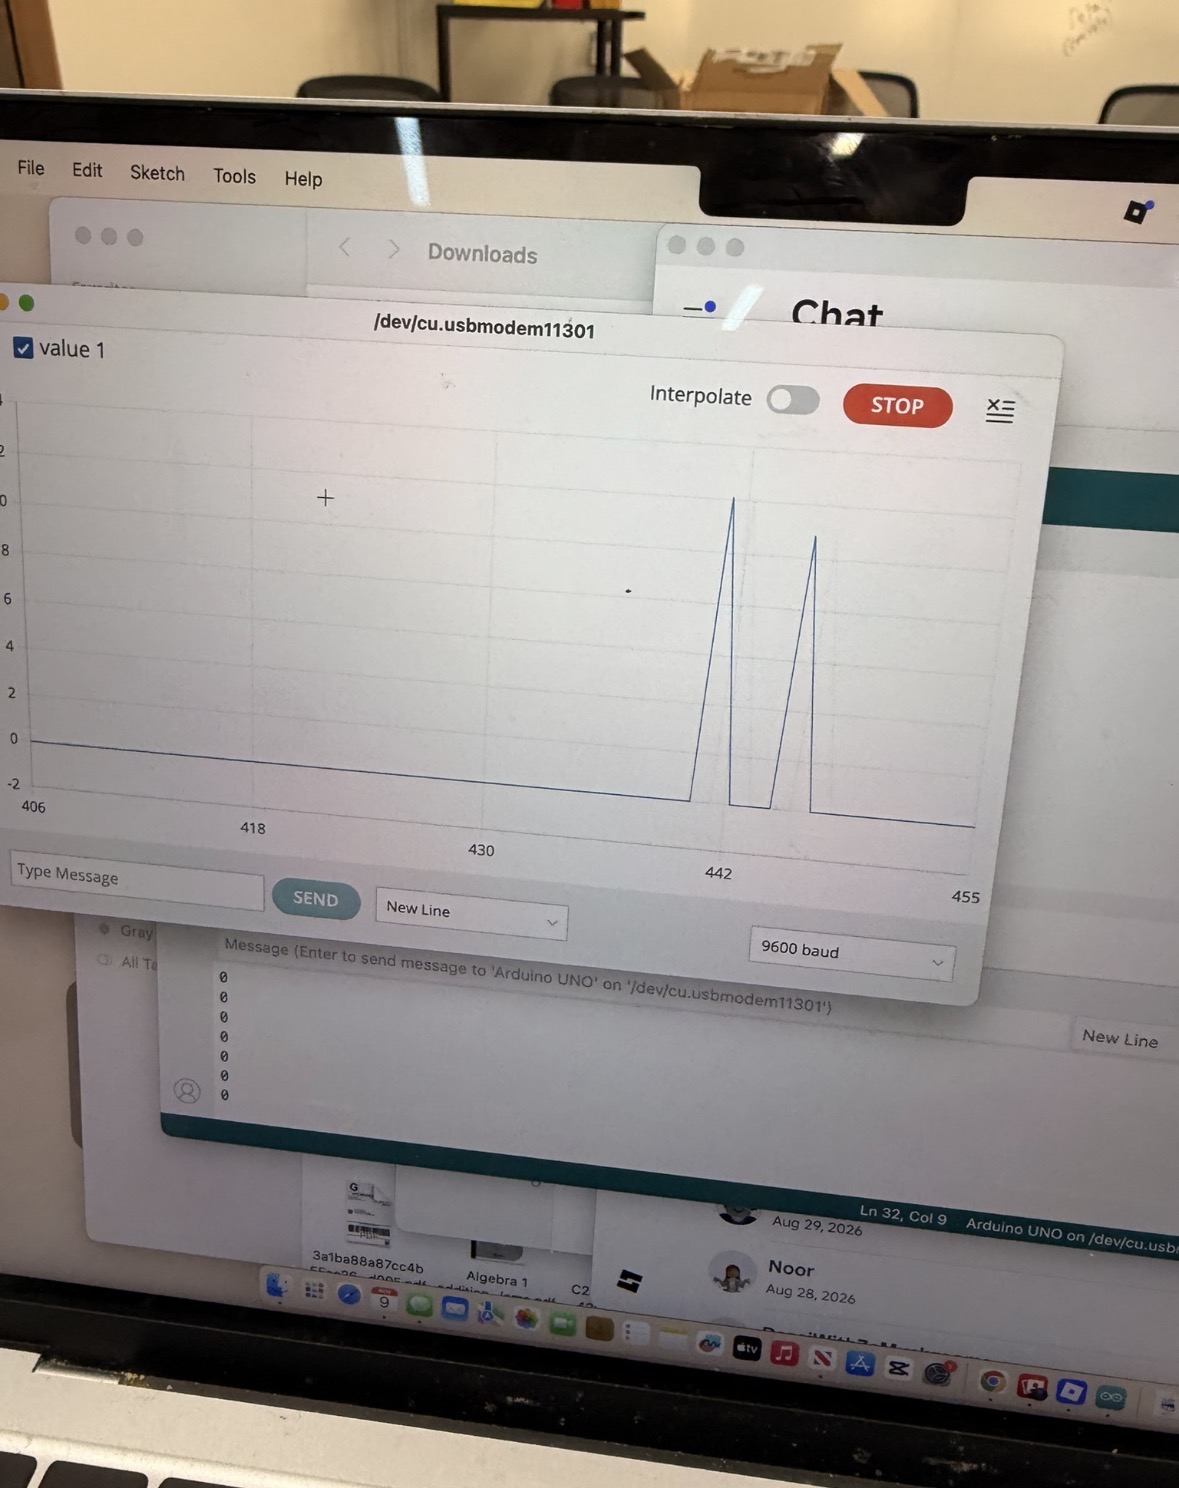 File Edit Sketch Tools Help
Downloads
Chat
/dev/cu.usbmodem11301
value 1
Interpolate
STOP
2
0
8
6
4
2
0
-2
406
418
430
442
455
Type Message
SEND
New Line
9600 baud
Gray
All
Message (Enter to send message to 'Arduino UNO' on '/dev/cu.usbmodem11301')
New Line
0
0
0
0
0
0
0
Ln 32, Col 9 Arduino UNO on /dev/cu.usb
Aug 29, 2026
Noor
Aug 28, 2026
G
3a1ba88a87cc4b
Algebra 1
C2
9
tv